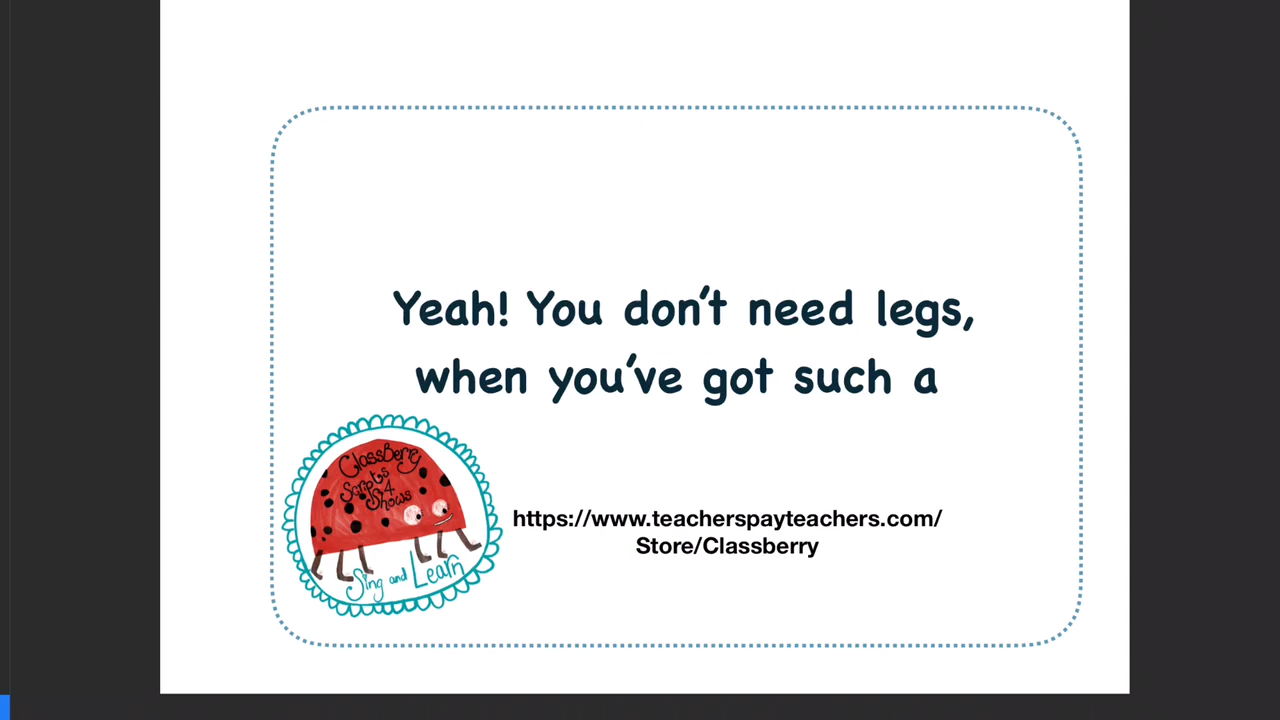 Yeah! You don't need legs,
when you've got such a
ClassBerry
Scripts
4
Shows
Sing and Learn
https://www.teacherspayteachers.com/
Store/Classberry